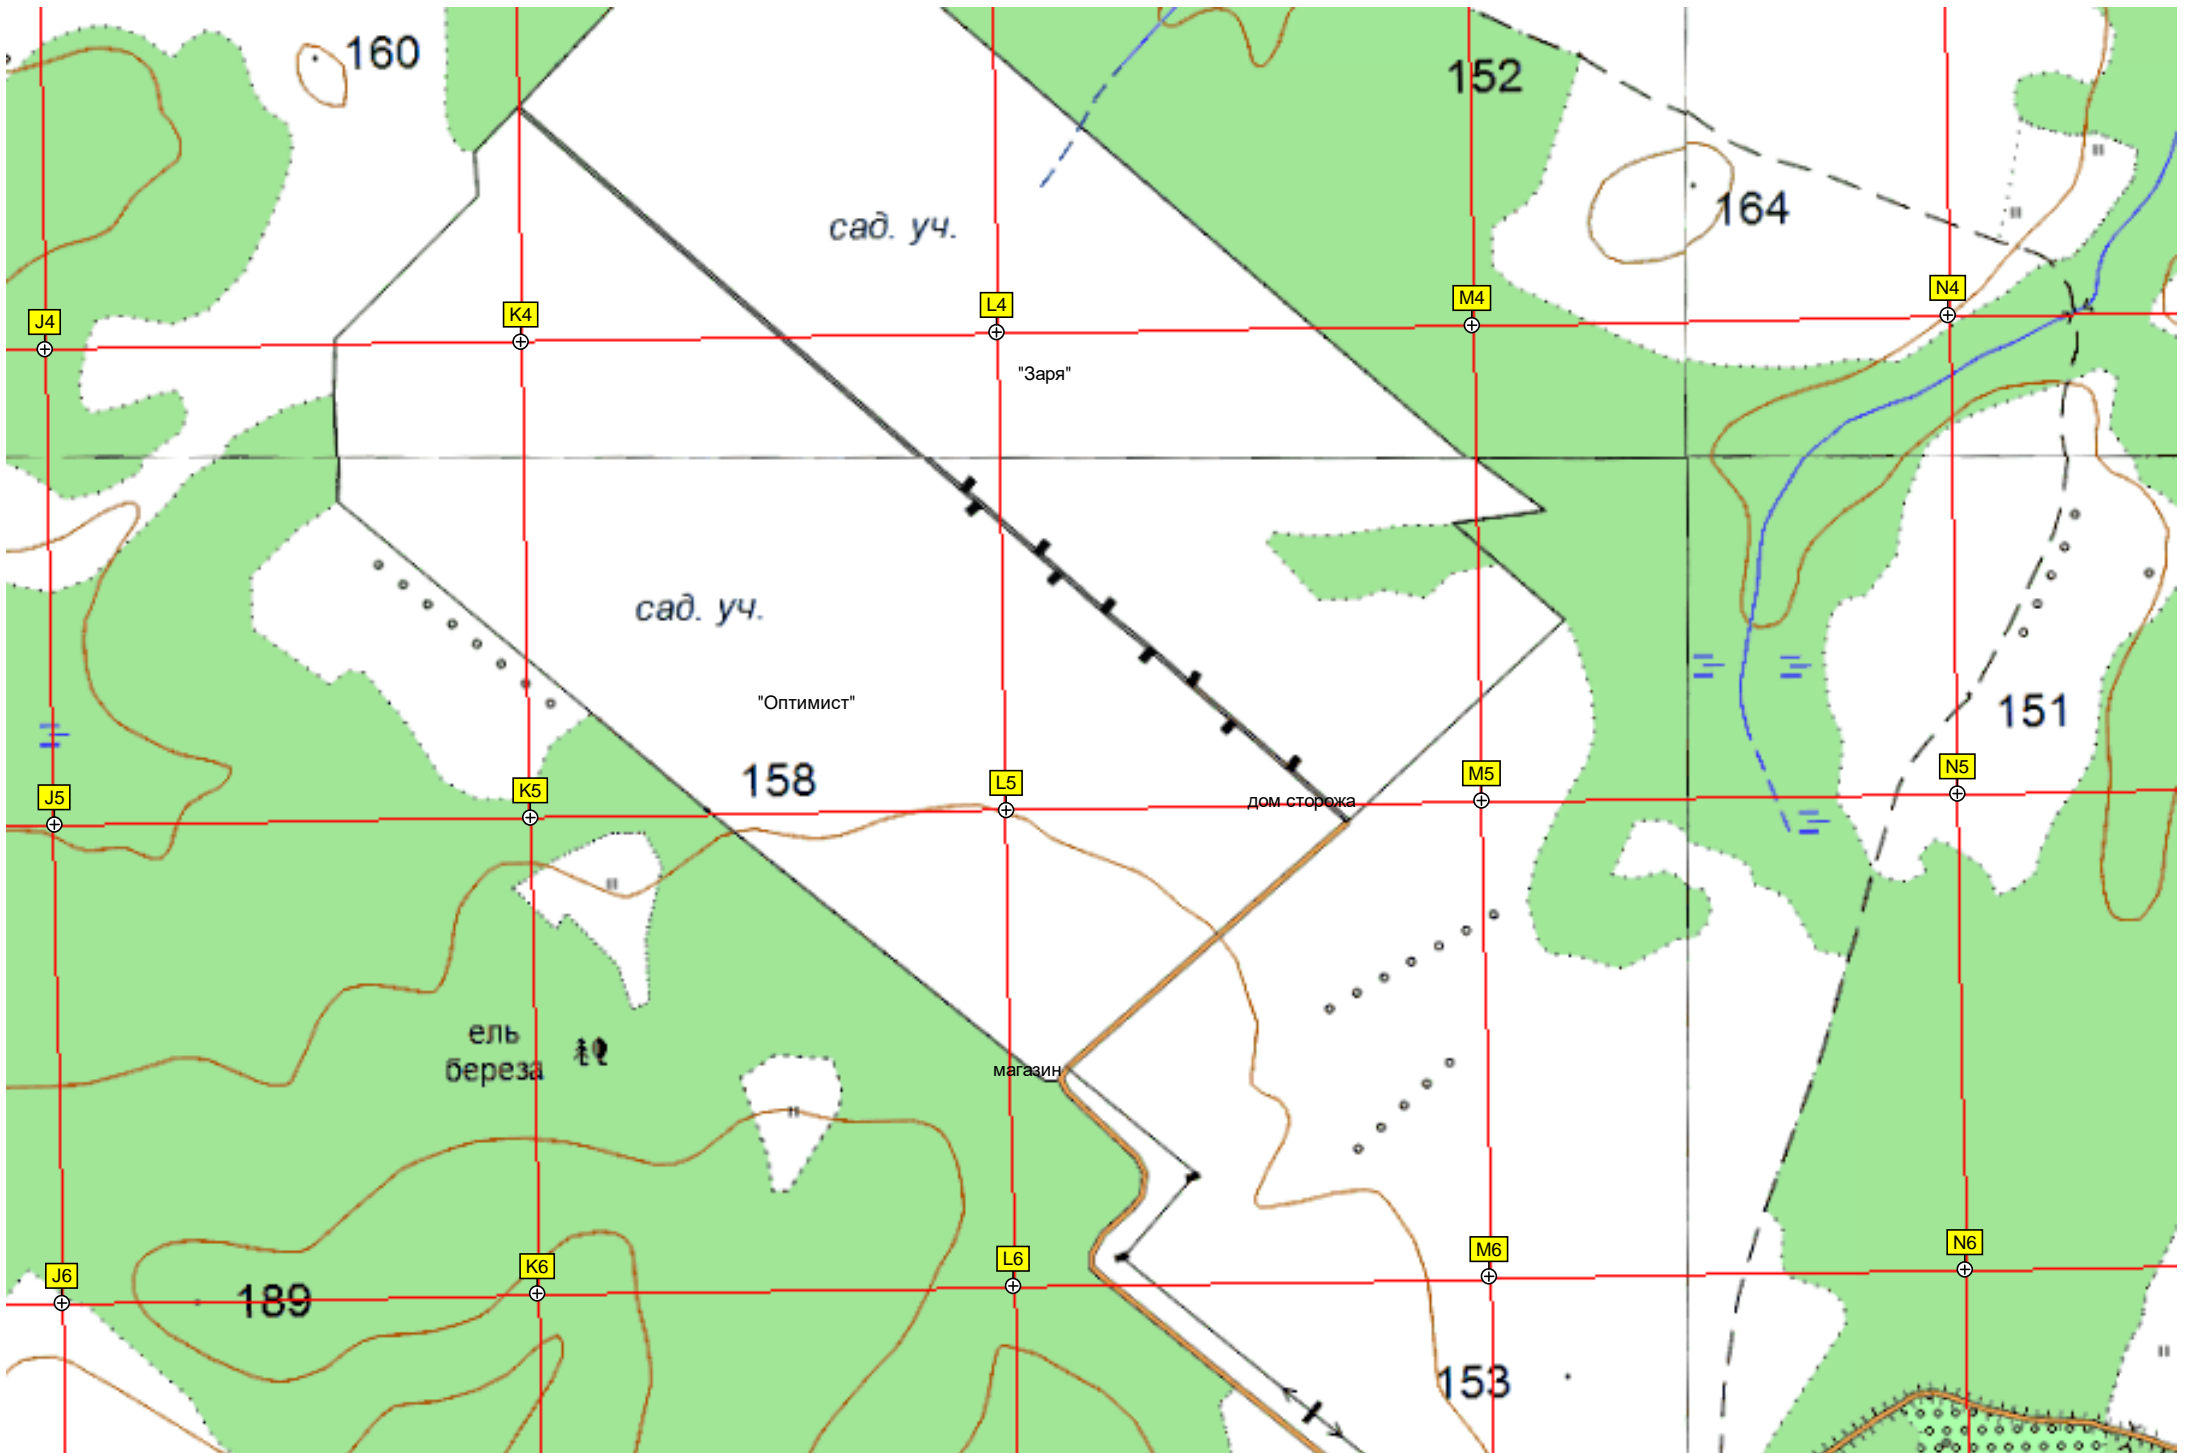 160
152
164
сад. уч.
J4
K4
L4
M4
N4
"Заря"
сад. уч.
"Оптимист"
151
158
J5
K5
L5
M5
N5
дом сторожа
ель
береза
магазин
J6
K6
L6
M6
N6
189
153